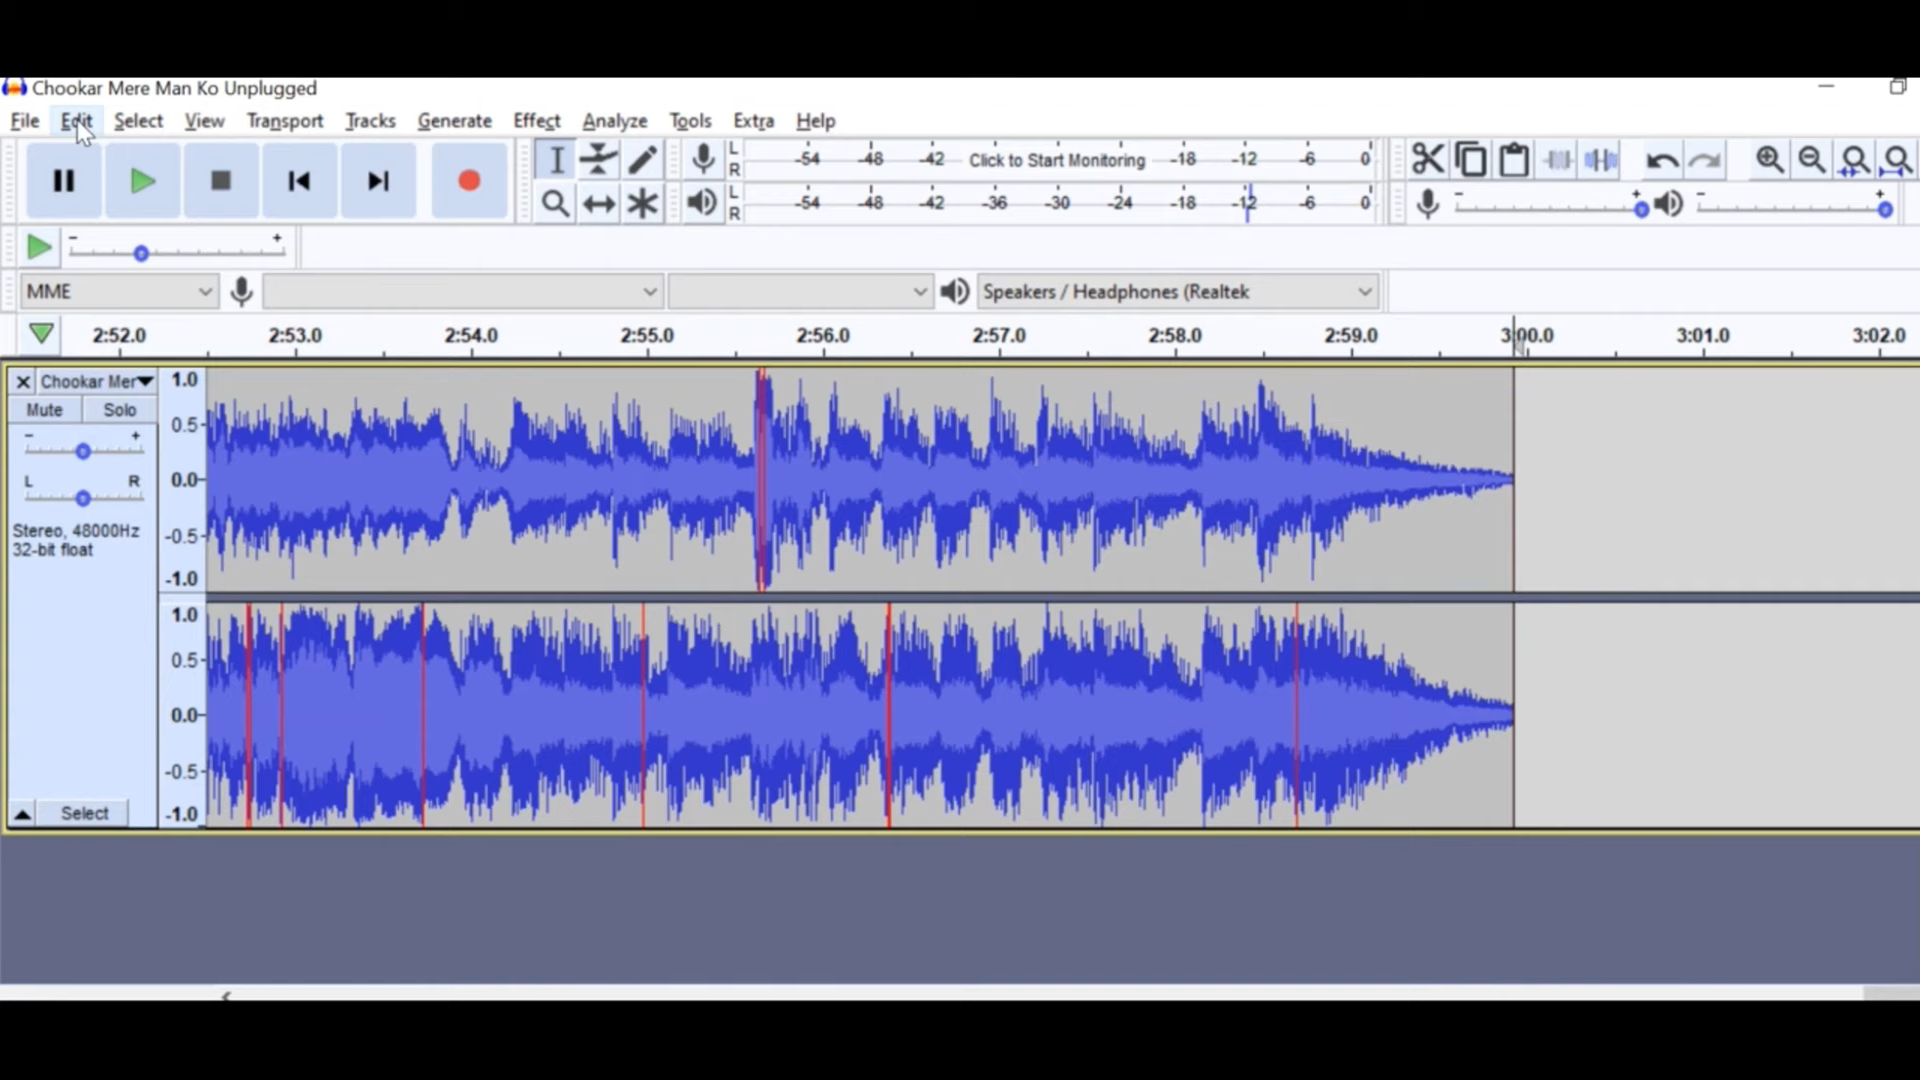 Chookar Mere Man Ko Unplugged
File Edit Select View Transport Tracks Generate Effect Analyze Tools Extra Help
L
R
-54 -48 -42 Click to Start Monitoring -18 -12 -6 0
L
R
-54 -48 -42 -36 -30 -24 -18 -12 -6 0
- +
- +
- +
MME
Speakers / Headphones (Realtek
2:52.0 2:53.0 2:54.0 2:55.0 2:56.0 2:57.0 2:58.0 2:59.0 3:00.0 3:01.0 3:02.0
Chookar Mer
Mute Solo
- +
L R
Stereo, 48000Hz
32-bit float
Select
1.0
0.5
0.0
-0.5
-1.0
1.0
0.5
0.0
-0.5
-1.0